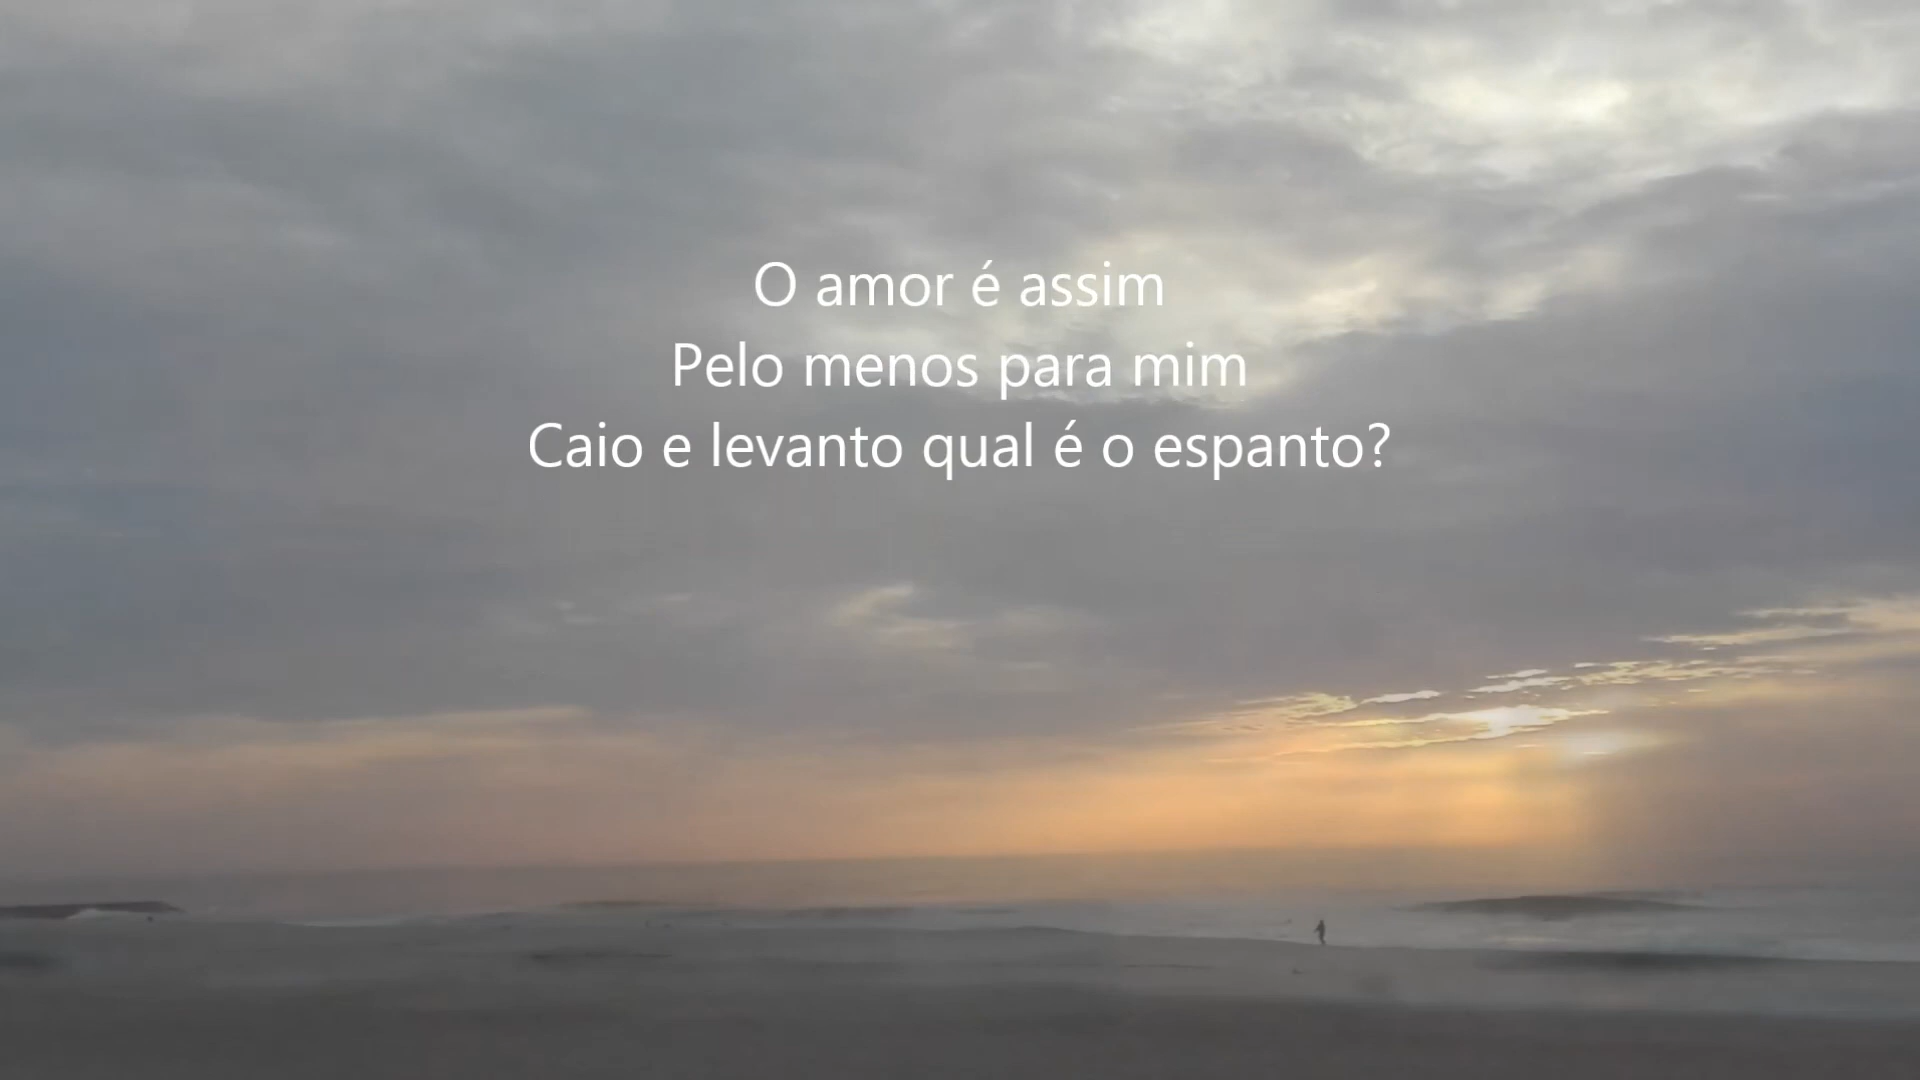 O amor é assim
Pelo menos para mim
Caio e levanto qual é o espanto?